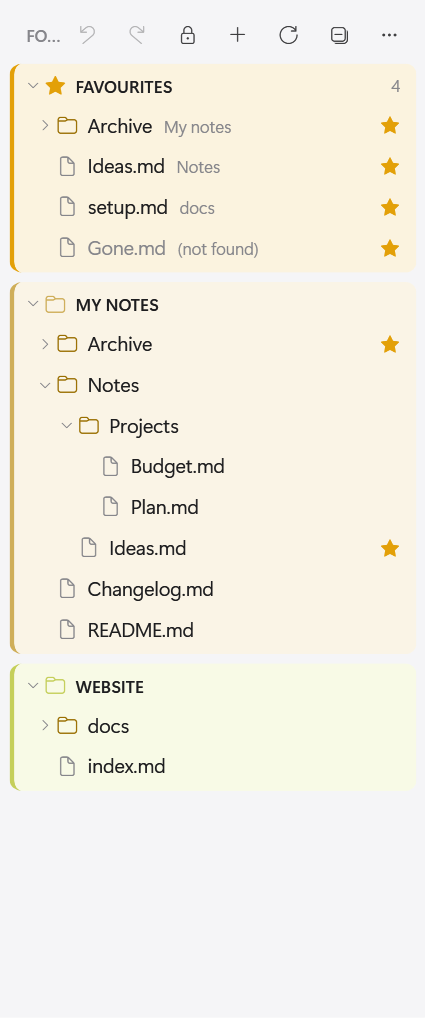 FO...
FAVOURITES 4
Archive My notes
Ideas.md Notes
setup.md docs
Gone.md (not found)
MY NOTES
Archive
Notes
Projects
Budget.md
Plan.md
Ideas.md
Changelog.md
README.md
WEBSITE
docs
index.md